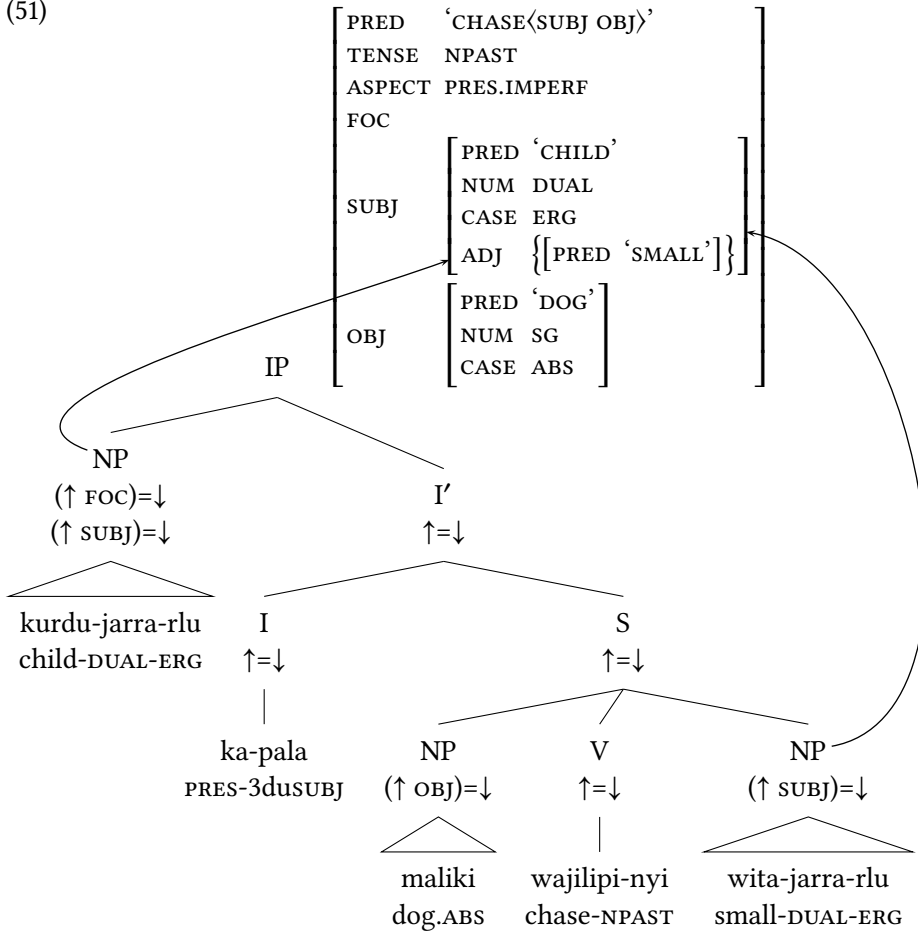 (51)
PRED ‘CHASE⟨SUBJ OBJ⟩’
TENSE NPAST
ASPECT PRES.IMPERF
FOC
SUBJ
PRED ‘CHILD’
NUM DUAL
CASE ERG
ADJ {[PRED ‘SMALL’]}
OBJ
PRED ‘DOG’
NUM SG
CASE ABS
IP
NP
(↑ FOC)=↓
(↑ SUBJ)=↓
I′
↑=↓
kurdu-jarra-rlu
child-DUAL-ERG
I
↑=↓
S
↑=↓
ka-pala
PRES-3duSUBJ
NP
(↑ OBJ)=↓
V
↑=↓
NP
(↑ SUBJ)=↓
maliki
dog.ABS
wajilipi-nyi
chase-NPAST
wita-jarra-rlu
small-DUAL-ERG